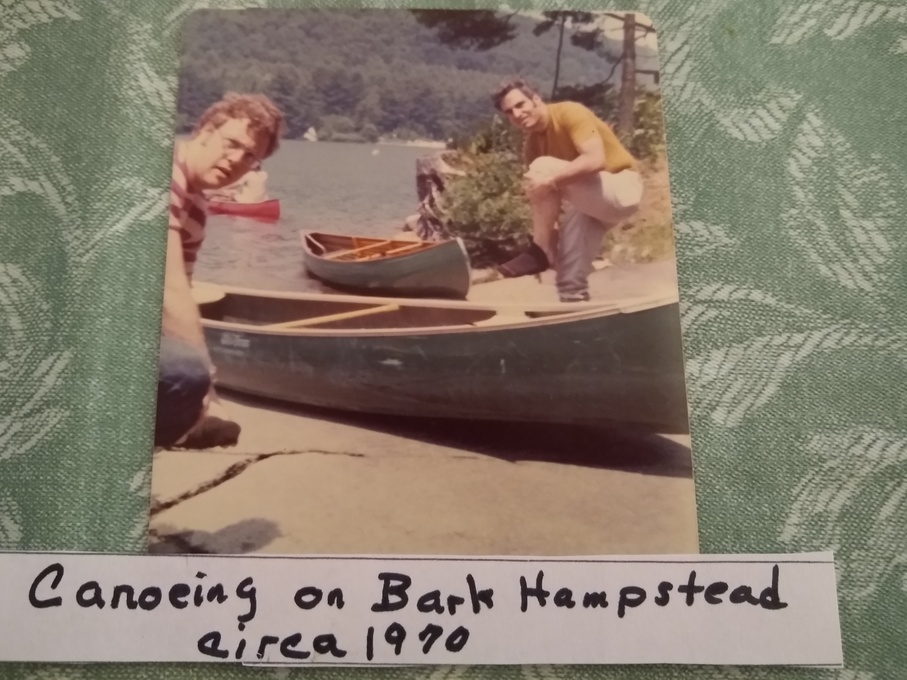 Canoeing on Bark Hampstead
circa 1970